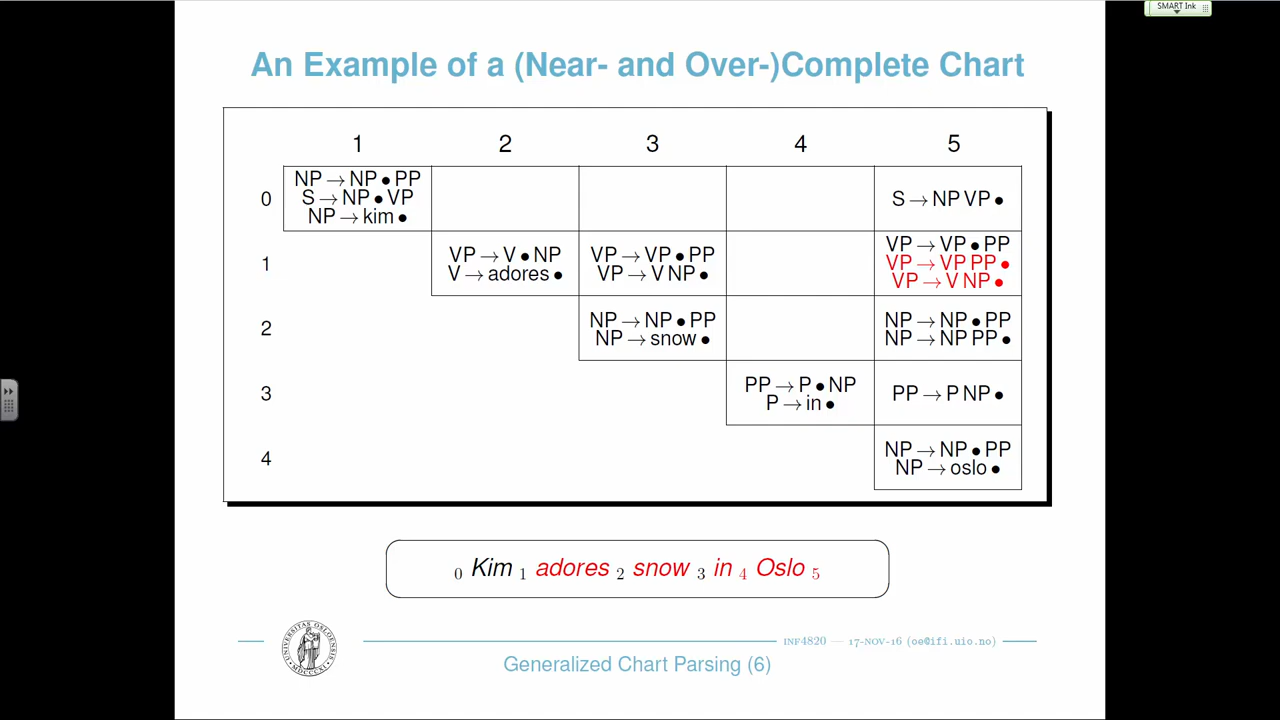 SMART Ink
An Example of a (Near- and Over-)Complete Chart
1 2 3 4 5
0
NP → NP • PP
S → NP • VP
NP → kim •
S → NP VP •
1
VP → V • NP
V → adores •
VP → VP • PP
VP → V NP •
VP → VP • PP
VP → VP PP •
VP → V NP •
2
NP → NP • PP
NP → snow •
NP → NP • PP
NP → NP PP •
3
PP → P • NP
P → in •
PP → P NP •
4
NP → NP • PP
NP → oslo •
0 Kim 1 adores 2 snow 3 in 4 Oslo 5
INF4820 — 17-NOV-16 (oe@ifi.uio.no)
Generalized Chart Parsing (6)